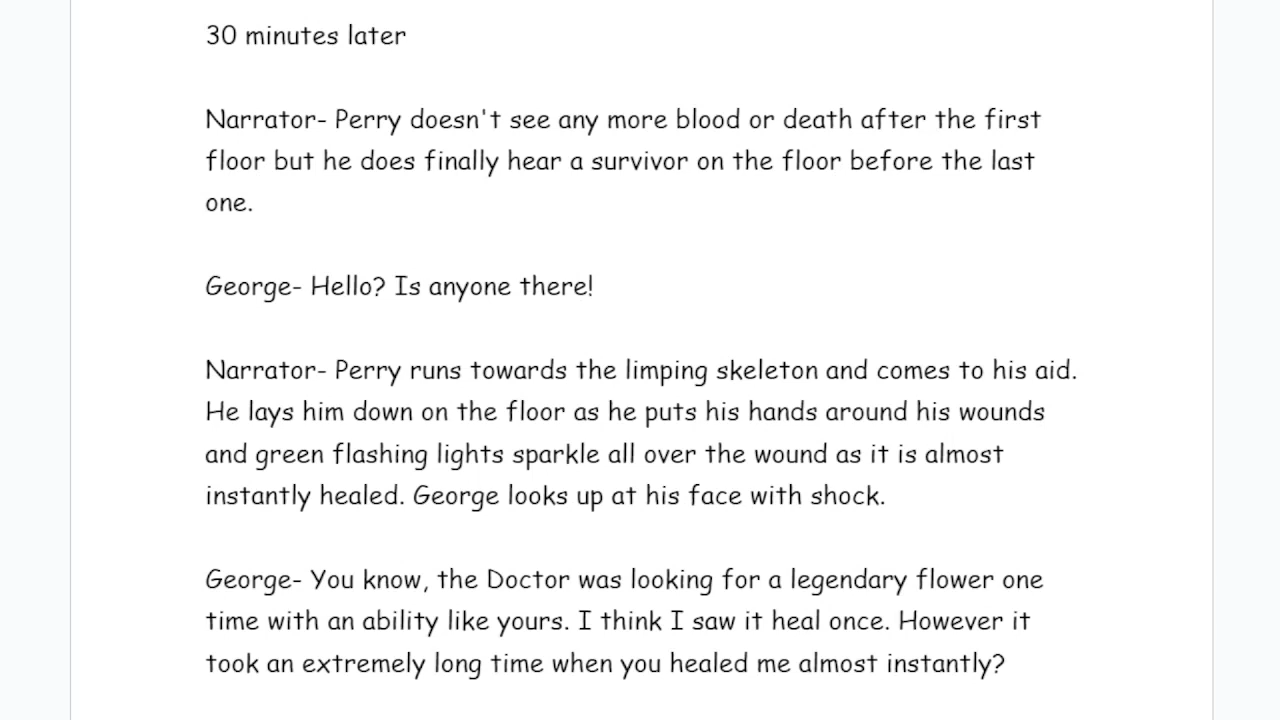 30 minutes later
Narrator- Perry doesn't see any more blood or death after the first
floor but he does finally hear a survivor on the floor before the last
one.
George- Hello? Is anyone there!
Narrator- Perry runs towards the limping skeleton and comes to his aid.
He lays him down on the floor as he puts his hands around his wounds
and green flashing lights sparkle all over the wound as it is almost
instantly healed. George looks up at his face with shock.
George- You know, the Doctor was looking for a legendary flower one
time with an ability like yours. I think I saw it heal once. However it
took an extremely long time when you healed me almost instantly?